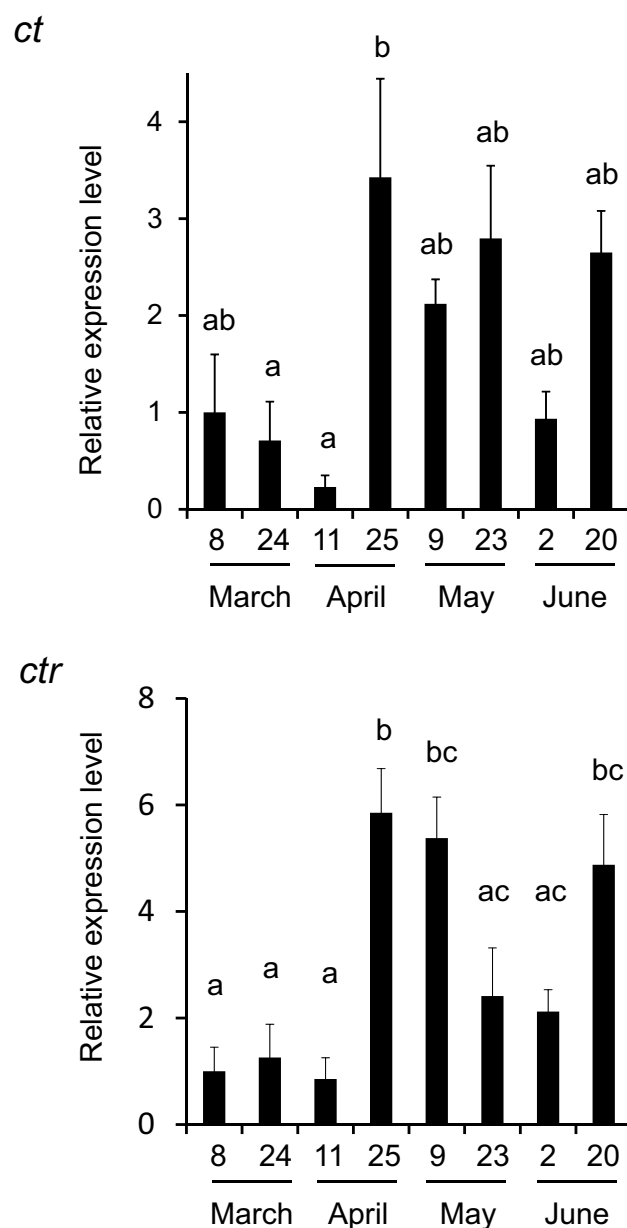 ct
b
4
ab
ab
3
ab
2
ab
ab
1
a
a
0
Relative expression level
8 24 11 25 9 23 2 20
March April May June
ctr
8
b
bc
bc
6
ac ac
4
a a a
2
0
Relative expression level
8 24 11 25 9 23 2 20
March April May June